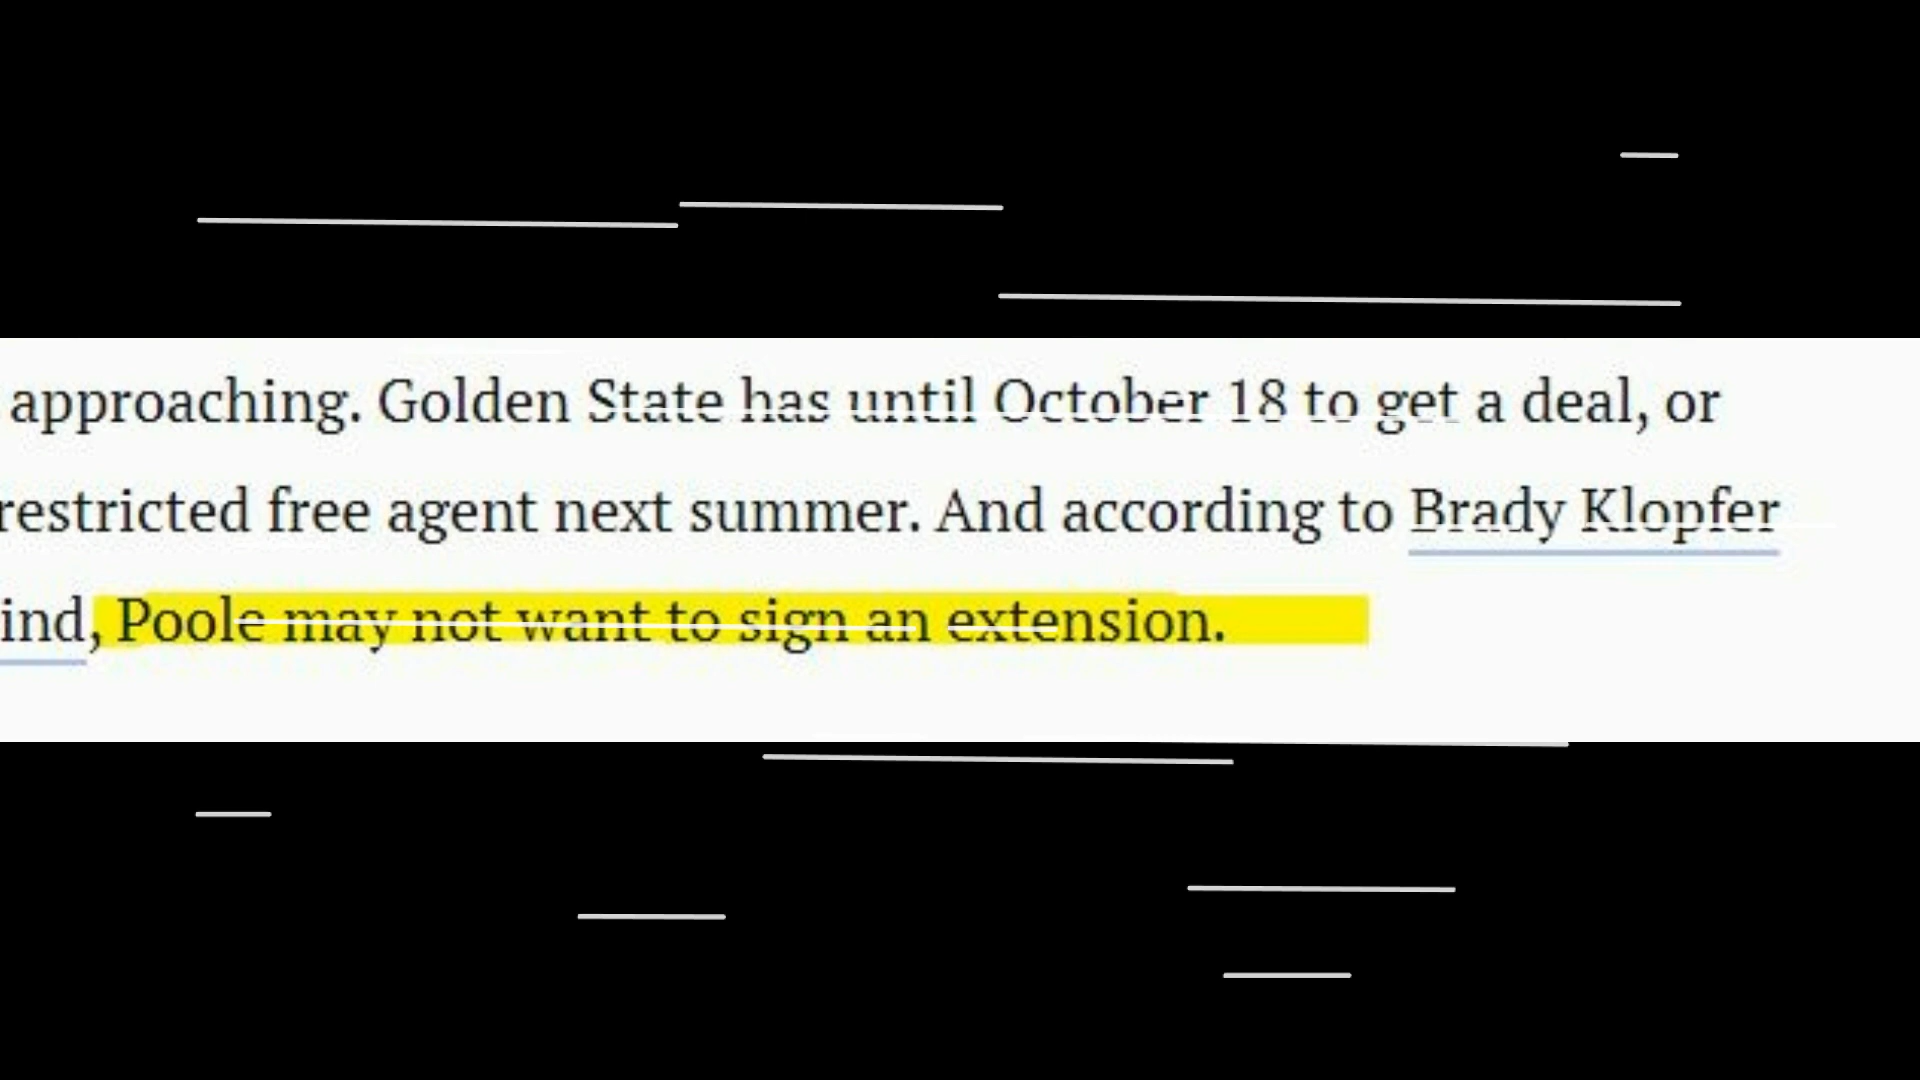 approaching. Golden State has until October 18 to get a deal, or
restricted free agent next summer. And according to Brady Klopfer
ind, Poole may not want to sign an extension.